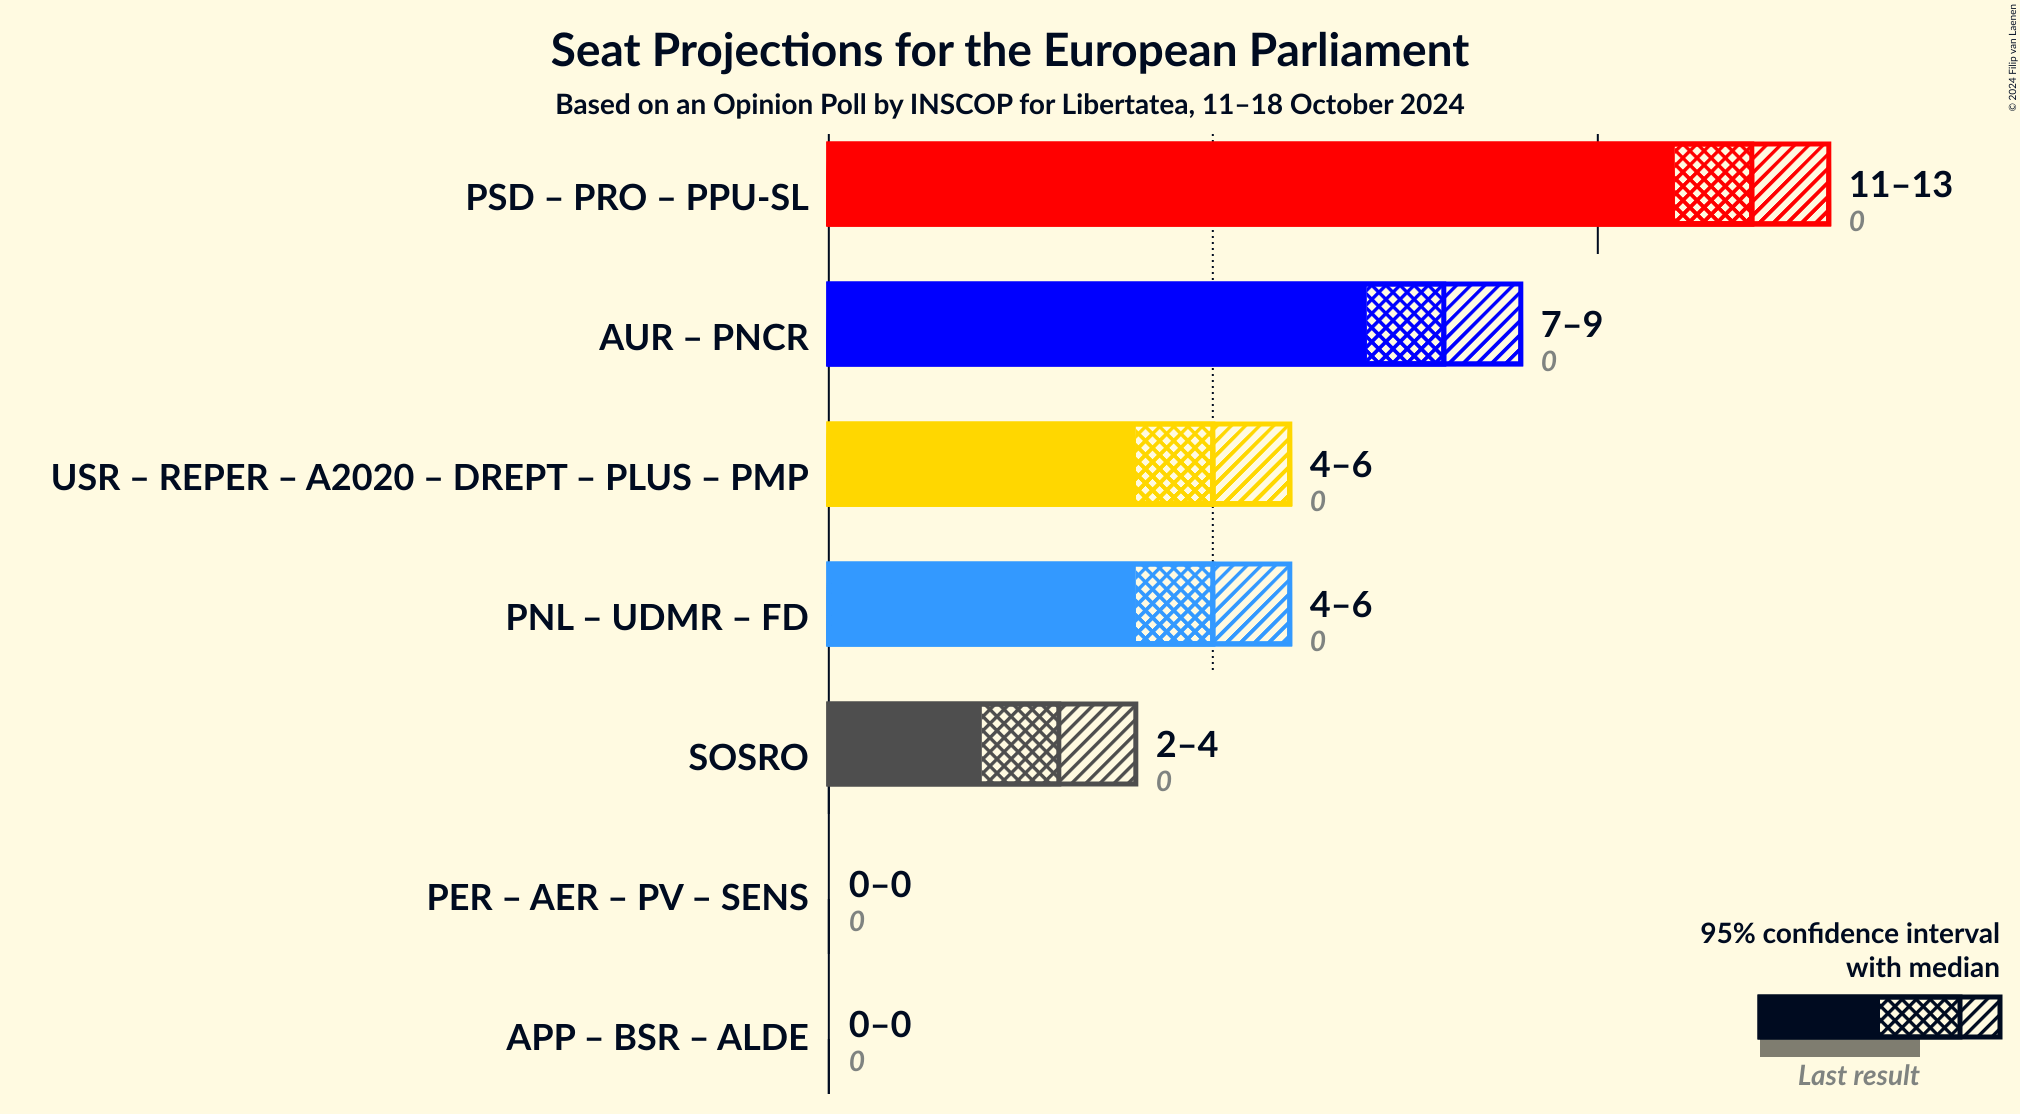 Seat Projections for the European Parliament
Based on an Opinion Poll by INSCOP for Libertatea, 11–18 October 2024
© 2024 Filip van Laenen
PSD – PRO – PPU-SL
11–13
0
AUR – PNCR
7–9
0
USR – REPER – A2020 – DREPT – PLUS – PMP
4–6
0
PNL – UDMR – FD
4–6
0
SOSRO
2–4
0
PER – AER – PV – SENS
0–0
0
APP – BSR – ALDE
0–0
0
95% confidence interval
with median
Last result